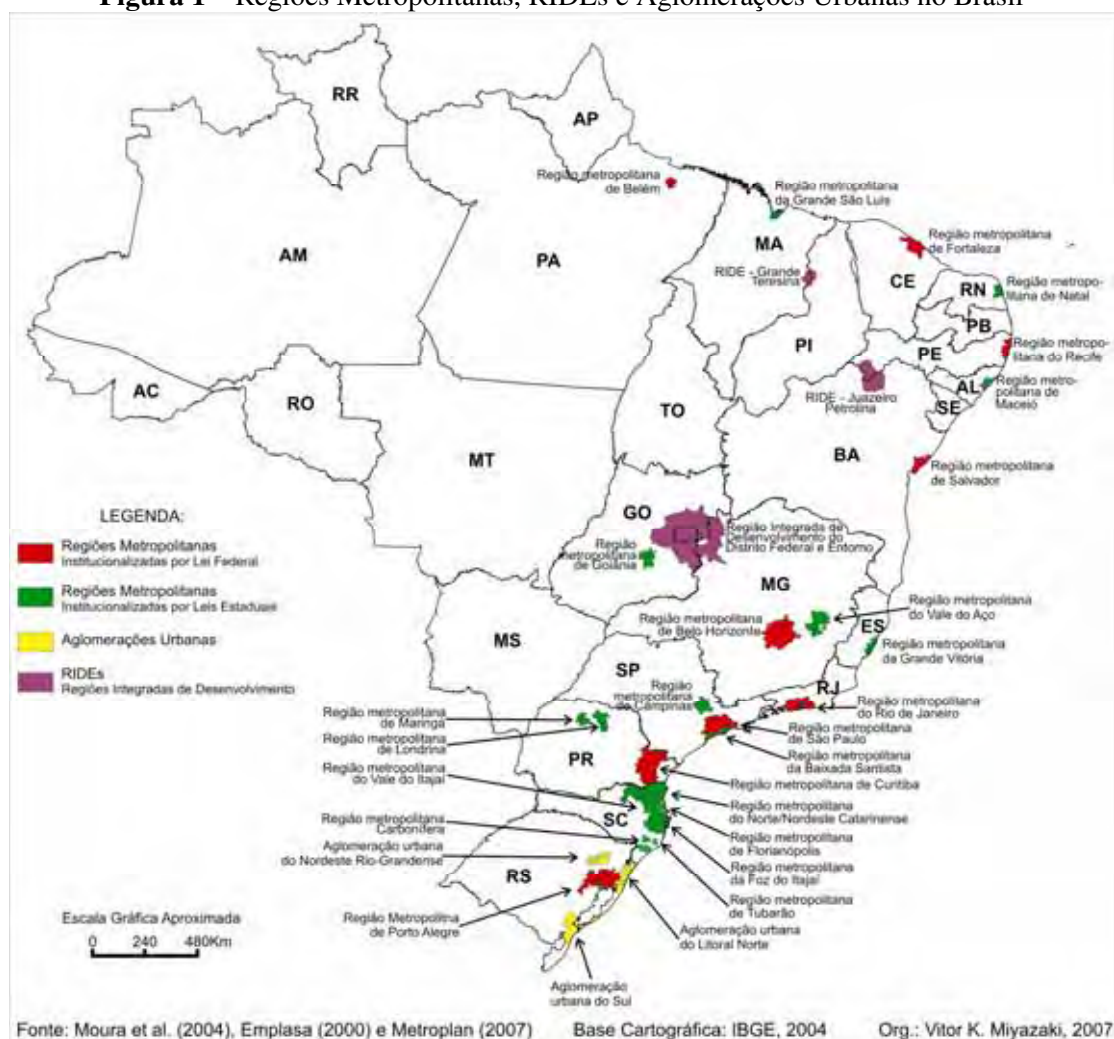 Figura 1 – Regiões Metropolitanas, RIDEs e Aglomerações Urbanas no Brasil
RR
AP
Região metropolitana
de Belém
Região metropolitana
da Grande São Luís
AM
PA
MA
Região metropolitana
de Fortaleza
RIDE - Grande
Teresina
CE
RN
Região metropo-
litana de Natal
PB
PI
PE
Região metropo-
litana do Recife
AC
RO
TO
RIDE - Juazeiro
Petrolina
AL
SE
Região metro-
politana de
Maceió
MT
BA
Região metropolitana
de Salvador
LEGENDA:
Regiões Metropolitanas
Institucionalizadas por Lei Federal
Regiões Metropolitanas
Institucionalizadas por Leis Estaduais
Aglomerações Urbanas
RIDEs
Regiões Integradas de Desenvolvimento
GO
Região
metropolitana
de Goiânia
Região Integrada de
Desenvolvimento do
Distrito Federal e Entorno
MG
Região metropolitana
do Vale do Aço
Região metropolitana
de Belo Horizonte
ES
Região metropolitana
da Grande Vitória
MS
SP
Região
metropolitana
de Campinas
RJ
Região metropolitana
do Rio de Janeiro
Região metropolitana
de São Paulo
Região metropolitana
da Baixada Santista
Região metropolitana
de Maringá
Região metropolitana
de Londrina
Região metropolitana
do Vale do Itajaí
PR
Região metropolitana de Curitiba
Região metropolitana
do Norte/Nordeste Catarinense
SC
Região metropolitana
Carbonífera
Região metropolitana
de Florianópolis
Aglomeração urbana
do Nordeste Rio-Grandense
Região metropolitana
da Foz do Itajaí
RS
Região metropolitana
de Tubarão
Região Metropolitna
de Porto Alegre
Aglomeração urbana
do Litoral Norte
Aglomeração
urbana do Sul
Escala Gráfica Aproximada
0 240 480Km
Fonte: Moura et al. (2004), Emplasa (2000) e Metroplan (2007) Base Cartográfica: IBGE, 2004 Org.: Vitor K. Miyazaki, 2007